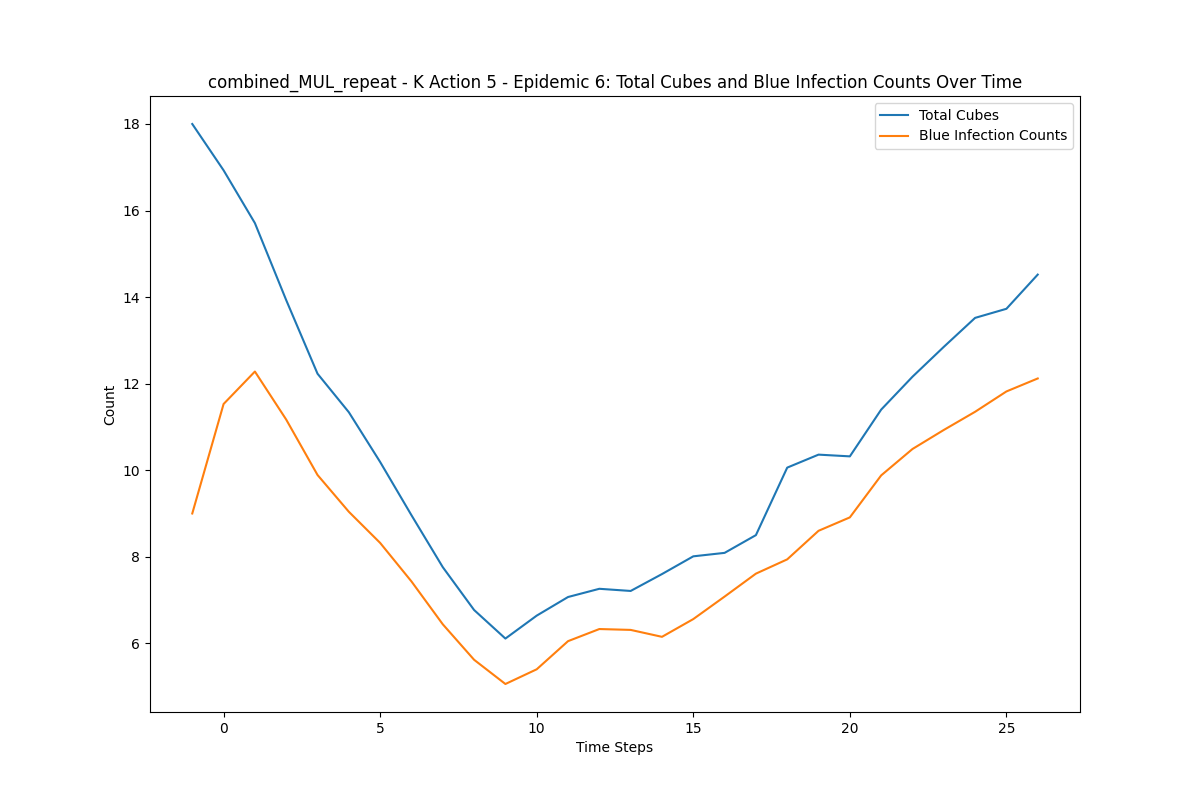 combined_MUL_repeat - K Action 5 - Epidemic 6: Total Cubes and Blue Infection Counts Over Time
Total Cubes
Blue Infection Counts
18
16
14
12
10
8
6
Count
0 5 10 15 20 25
Time Steps